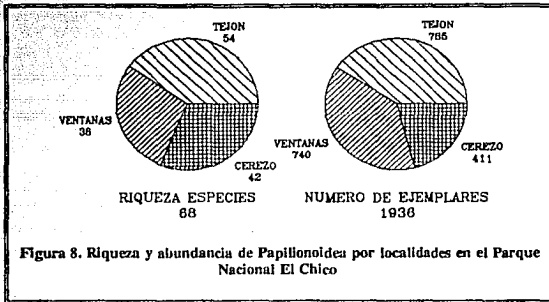 TEJON
54
VENTANAS
38
CEREZO
42
RIQUEZA ESPECIES
68
TEJON
785
VENTANAS
740
CEREZO
411
NUMERO DE EJEMPLARES
1936
Figura 8. Riqueza y abundancia de Papilionoidea por localidades en el Parque
Nacional El Chico